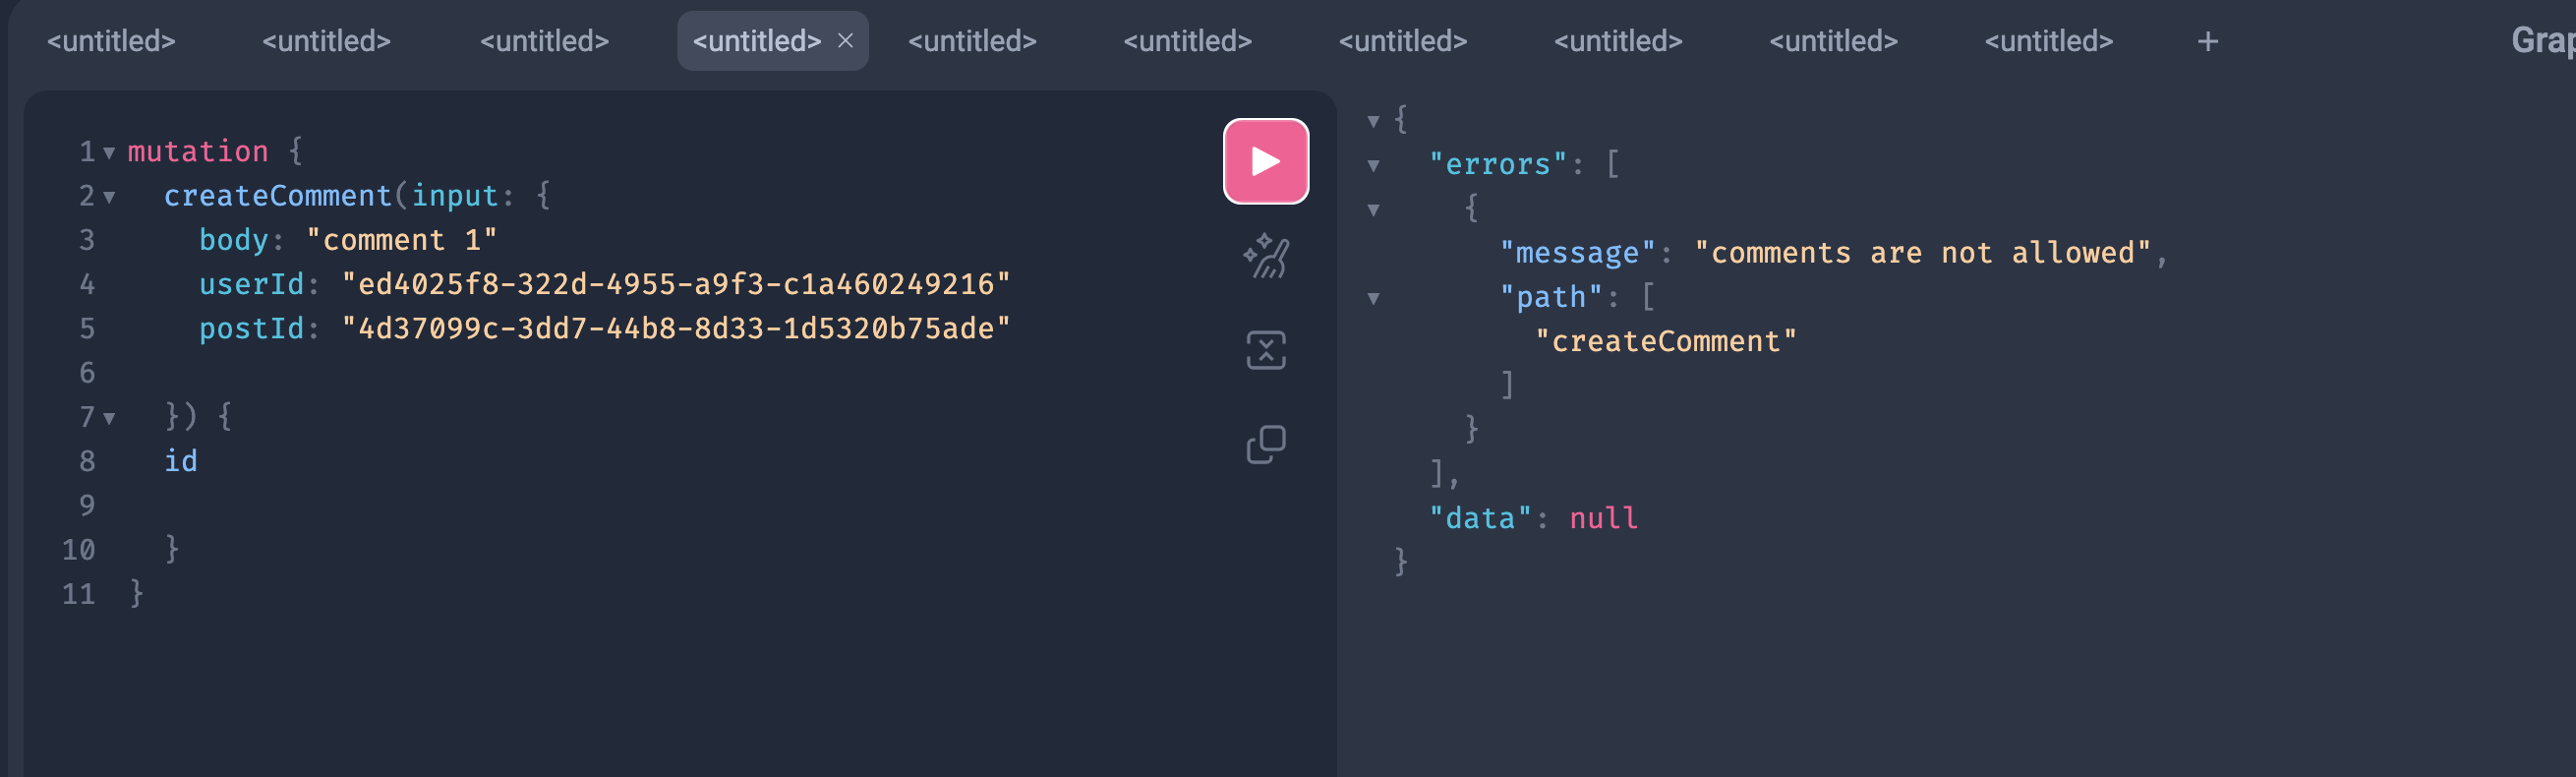 <untitled> <untitled> <untitled> <untitled> × <untitled> <untitled> <untitled> <untitled> <untitled> <untitled> +
1 mutation {
2 createComment(input: {
3 body: "comment 1"
4 userId: "ed4025f8-322d-4955-a9f3-c1a460249216"
5 postId: "4d37099c-3dd7-44b8-8d33-1d5320b75ade"
6
7 }) {
8 id
9
10 }
11 }
{
"errors": [
{
"message": "comments are not allowed",
"path": [
"createComment"
]
}
],
"data": null
}